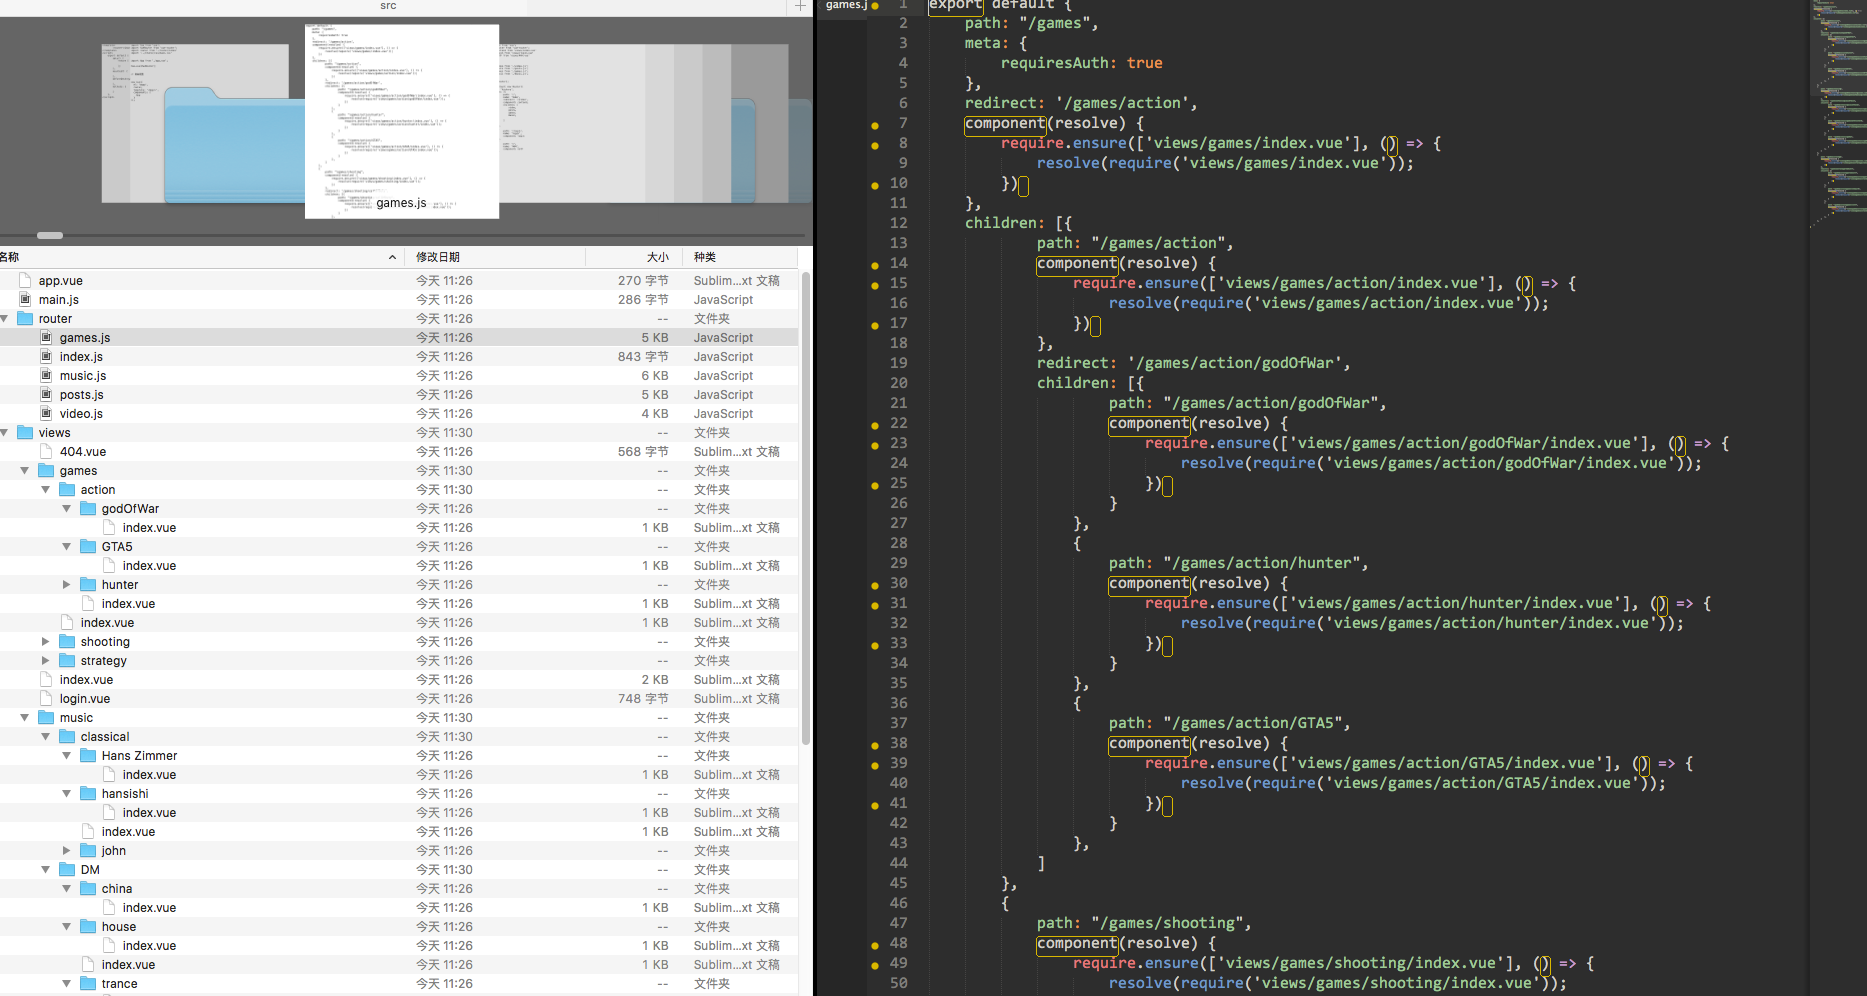 src
games.js
名称 修改日期 大小 种类
app.vue 今天 11:26 270 字节 Sublim...xt 文稿
main.js 今天 11:26 286 字节 JavaScript
router 今天 11:26 -- 文件夹
games.js 今天 11:26 5 KB JavaScript
index.js 今天 11:26 843 字节 JavaScript
music.js 今天 11:26 6 KB JavaScript
posts.js 今天 11:26 5 KB JavaScript
video.js 今天 11:26 4 KB JavaScript
views 今天 11:30 -- 文件夹
404.vue 今天 11:26 568 字节 Sublim...xt 文稿
games 今天 11:30 -- 文件夹
action 今天 11:30 -- 文件夹
godOfWar 今天 11:26 -- 文件夹
index.vue 今天 11:26 1 KB Sublim...xt 文稿
GTA5 今天 11:26 -- 文件夹
index.vue 今天 11:26 1 KB Sublim...xt 文稿
hunter 今天 11:26 -- 文件夹
index.vue 今天 11:26 1 KB Sublim...xt 文稿
index.vue 今天 11:26 1 KB Sublim...xt 文稿
shooting 今天 11:26 -- 文件夹
strategy 今天 11:26 -- 文件夹
index.vue 今天 11:26 2 KB Sublim...xt 文稿
login.vue 今天 11:26 748 字节 Sublim...xt 文稿
music 今天 11:30 -- 文件夹
classical 今天 11:30 -- 文件夹
Hans Zimmer 今天 11:26 -- 文件夹
index.vue 今天 11:26 1 KB Sublim...xt 文稿
hansishi 今天 11:26 -- 文件夹
index.vue 今天 11:26 1 KB Sublim...xt 文稿
index.vue 今天 11:26 1 KB Sublim...xt 文稿
john 今天 11:26 -- 文件夹
DM 今天 11:30 -- 文件夹
china 今天 11:26 -- 文件夹
index.vue 今天 11:26 1 KB Sublim...xt 文稿
house 今天 11:26 -- 文件夹
index.vue 今天 11:26 1 KB Sublim...xt 文稿
index.vue 今天 11:26 1 KB Sublim...xt 文稿
trance 今天 11:26 -- 文件夹
games.j
1 export default {
2 path: "/games",
3 meta: {
4 requiresAuth: true
5 },
6 redirect: '/games/action',
7 component(resolve) {
8 require.ensure(['views/games/index.vue'], () => {
9 resolve(require('views/games/index.vue'));
10 })
11 },
12 children: [{
13 path: "/games/action",
14 component(resolve) {
15 require.ensure(['views/games/action/index.vue'], () => {
16 resolve(require('views/games/action/index.vue'));
17 })
18 },
19 redirect: '/games/action/godOfWar',
20 children: [{
21 path: "/games/action/godOfWar",
22 component(resolve) {
23 require.ensure(['views/games/action/godOfWar/index.vue'], () => {
24 resolve(require('views/games/action/godOfWar/index.vue'));
25 })
26 }
27 },
28 {
29 path: "/games/action/hunter",
30 component(resolve) {
31 require.ensure(['views/games/action/hunter/index.vue'], () => {
32 resolve(require('views/games/action/hunter/index.vue'));
33 })
34 }
35 },
36 {
37 path: "/games/action/GTA5",
38 component(resolve) {
39 require.ensure(['views/games/action/GTA5/index.vue'], () => {
40 resolve(require('views/games/action/GTA5/index.vue'));
41 })
42 }
43 },
44 ]
45 },
46 {
47 path: "/games/shooting",
48 component(resolve) {
49 require.ensure(['views/games/shooting/index.vue'], () => {
50 resolve(require('views/games/shooting/index.vue'));